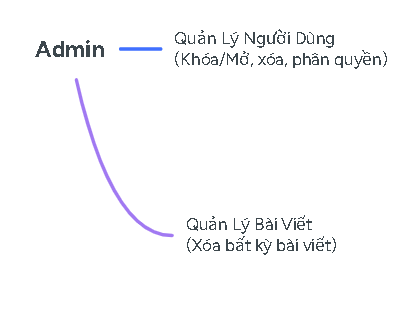 Admin
Quản Lý Người Dùng
(Khóa/Mở, xóa, phân quyền)
Quản Lý Bài Viết
(Xóa bất kỳ bài viết)